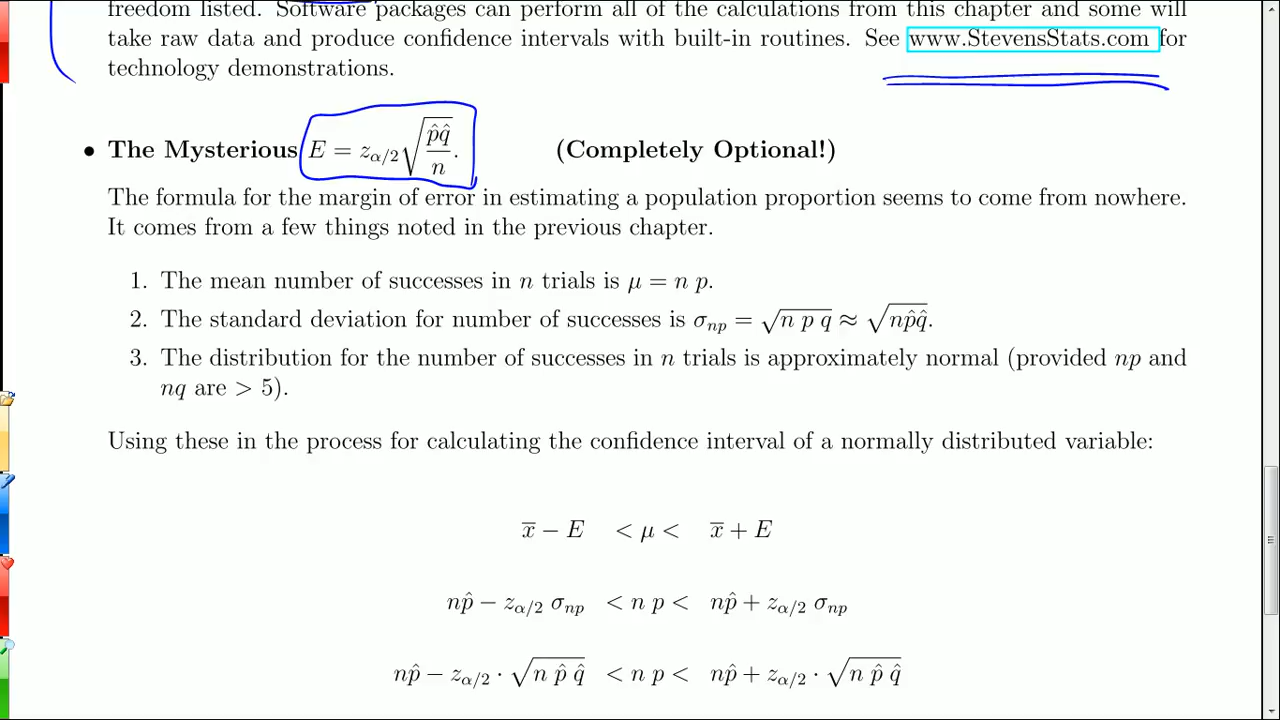 freedom listed. Software packages can perform all of the calculations from this chapter and some will
take raw data and produce confidence intervals with built-in routines. See www.StevensStats.com for
technology demonstrations.
• The Mysterious E = z_{α/2} √(p̂q̂/n). (Completely Optional!)
The formula for the margin of error in estimating a population proportion seems to come from nowhere.
It comes from a few things noted in the previous chapter.
1. The mean number of successes in n trials is μ = n p.
2. The standard deviation for number of successes is σ_{np} = √(n p q) ≈ √(np̂q̂).
3. The distribution for the number of successes in n trials is approximately normal (provided np and
nq are > 5).
Using these in the process for calculating the confidence interval of a normally distributed variable:
x̄ − E < μ < x̄ + E
np̂ − z_{α/2} σ_{np} < n p < np̂ + z_{α/2} σ_{np}
np̂ − z_{α/2} · √(n p̂ q̂) < n p < np̂ + z_{α/2} · √(n p̂ q̂)